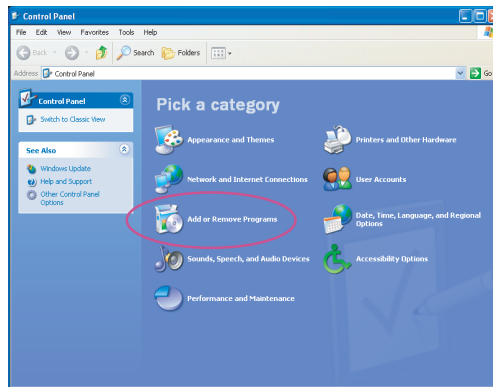 Control Panel
File Edit View Favorites Tools Help
Back Search Folders
Address Control Panel Go
Control Panel
Switch to Classic View
See Also
Windows Update
Help and Support
Other Control Panel
Options
Pick a category
Appearance and Themes
Printers and Other Hardware
Network and Internet Connections
User Accounts
Add or Remove Programs
Date, Time, Language, and Regional
Options
Sounds, Speech, and Audio Devices
Accessibility Options
Performance and Maintenance